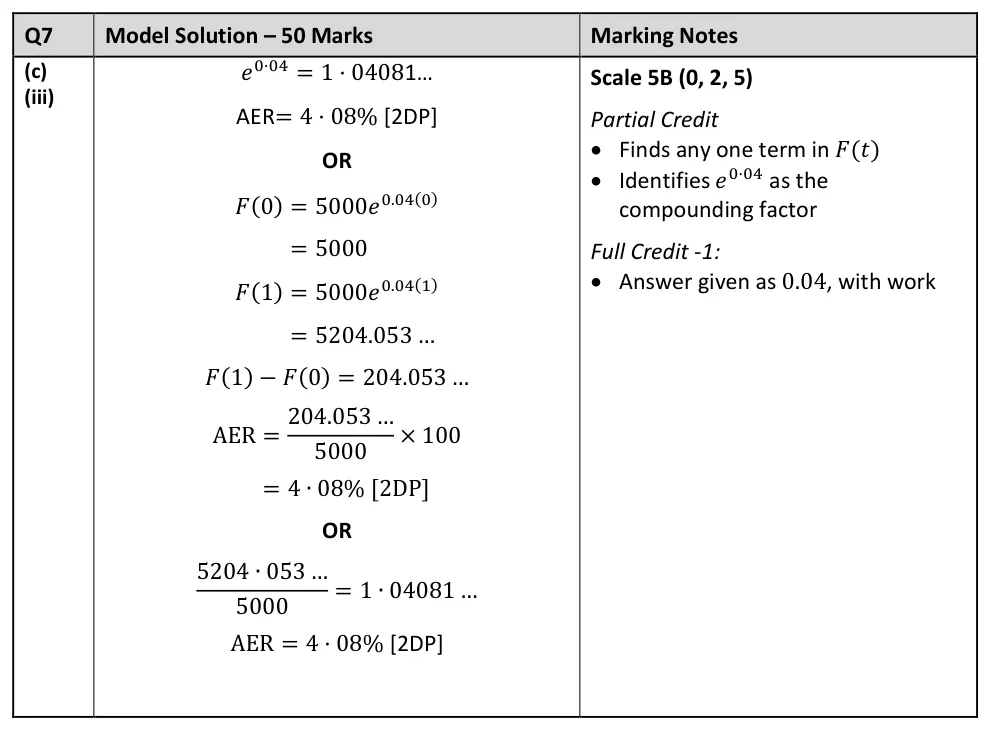 Q7 Model Solution – 50 Marks Marking Notes
(c)
(iii)
e^{0·04} = 1 · 04081…
AER= 4 · 08% [2DP]
OR
F(0) = 5000e^{0.04(0)}
= 5000
F(1) = 5000e^{0.04(1)}
= 5204.053 …
F(1) − F(0) = 204.053 …
AER = \frac{204.053 …}{5000} × 100
= 4 · 08% [2DP]
OR
\frac{5204 · 053 …}{5000} = 1 · 04081 …
AER = 4 · 08% [2DP]
Scale 5B (0, 2, 5)
Partial Credit
• Finds any one term in F(t)
• Identifies e^{0·04} as the
compounding factor
Full Credit -1:
• Answer given as 0.04, with work